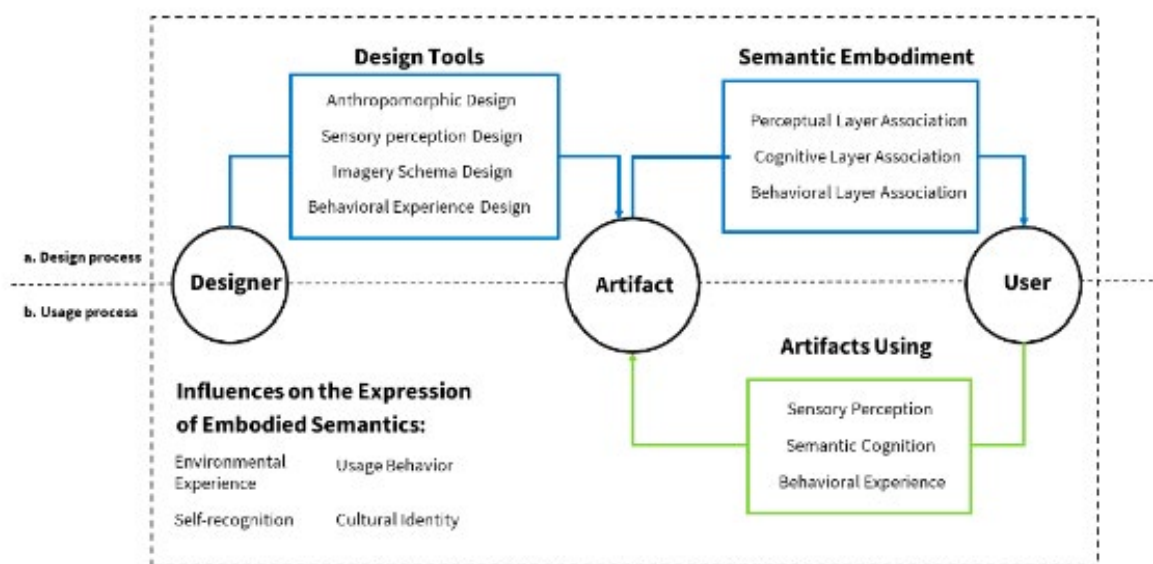 Design Tools
Anthropomorphic Design
Sensory perception Design
Imagery Schema Design
Behavioral Experience Design
Semantic Embodiment
Perceptual Layer Association
Cognitive Layer Association
Behavioral Layer Association
a. Design process
b. Usage process
Designer
Artifact
User
Artifacts Using
Sensory Perception
Semantic Cognition
Behavioral Experience
Influences on the Expression
of Embodied Semantics:
Environmental
Experience
Usage Behavior
Self-recognition
Cultural Identity